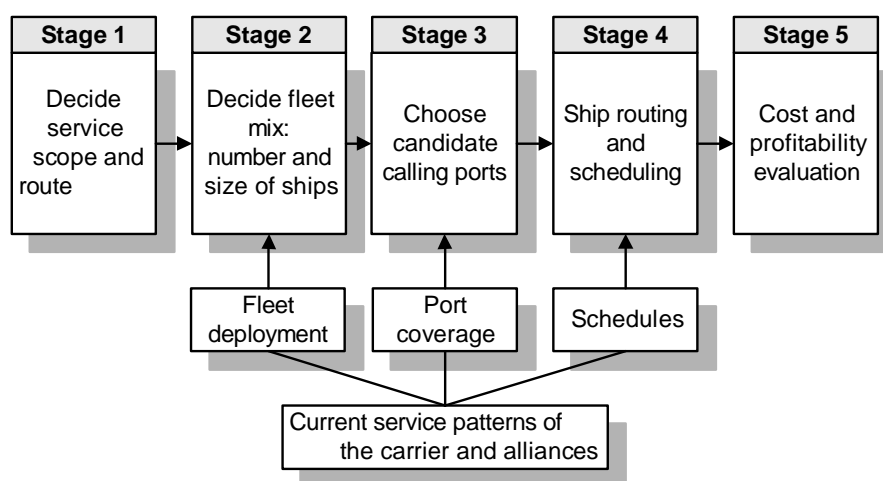 Stage 1
Decide
service
scope and
route
Stage 2
Decide fleet
mix:
number and
size of ships
Stage 3
Choose
candidate
calling ports
Stage 4
Ship routing
and
scheduling
Stage 5
Cost and
profitability
evaluation
Fleet
deployment
Port
coverage
Schedules
Current service patterns of
the carrier and alliances